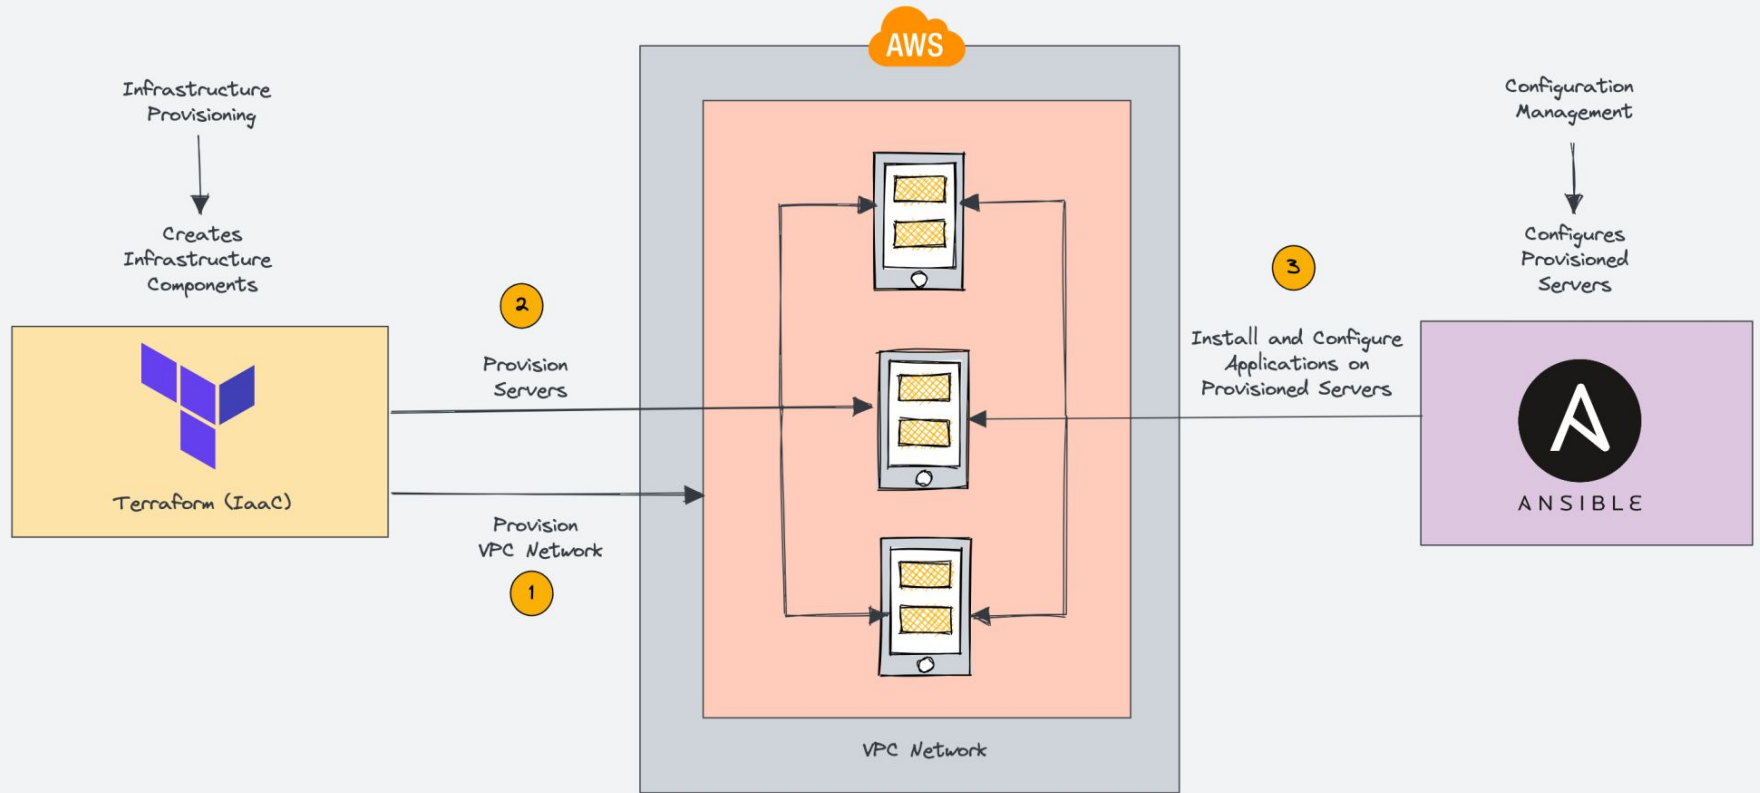 AWS
Infrastructure
Provisioning
Creates
Infrastructure
Components
Terraform (IaaC)
2
Provision
Servers
Provision
VPC Network
1
VPC Network
3
Install and Configure
Applications on
Provisioned Servers
Configuration
Management
Configures
Provisioned
Servers
ANSIBLE